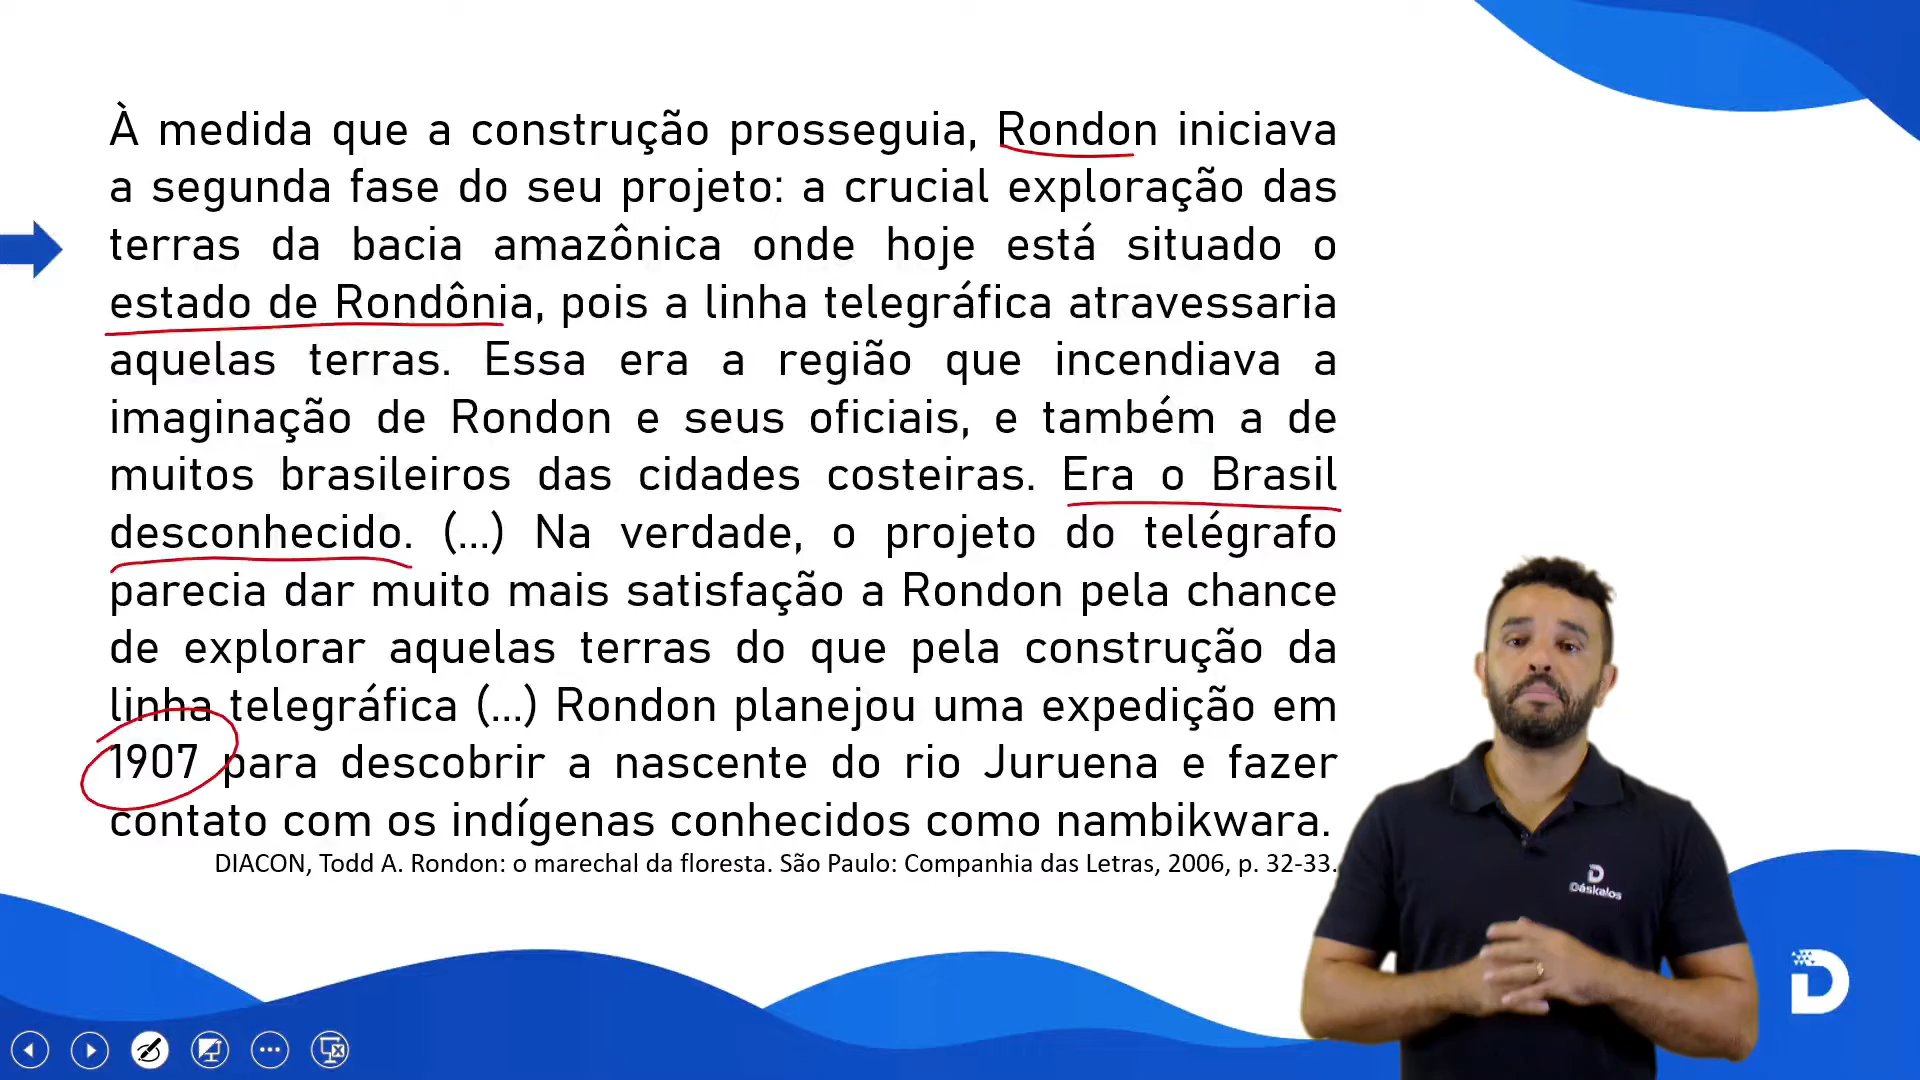 À medida que a construção prosseguia, Rondon iniciava
a segunda fase do seu projeto: a crucial exploração das
terras da bacia amazônica onde hoje está situado o
estado de Rondônia, pois a linha telegráfica atravessaria
aquelas terras. Essa era a região que incendiava a
imaginação de Rondon e seus oficiais, e também a de
muitos brasileiros das cidades costeiras. Era o Brasil
desconhecido. (...) Na verdade, o projeto do telégrafo
parecia dar muito mais satisfação a Rondon pela chance
de explorar aquelas terras do que pela construção da
linha telegráfica (...) Rondon planejou uma expedição em
1907 para descobrir a nascente do rio Juruena e fazer
contato com os indígenas conhecidos como nambikwara.
DIACON, Todd A. Rondon: o marechal da floresta. São Paulo: Companhia das Letras, 2006, p. 32-33.
D
Déskalos
D